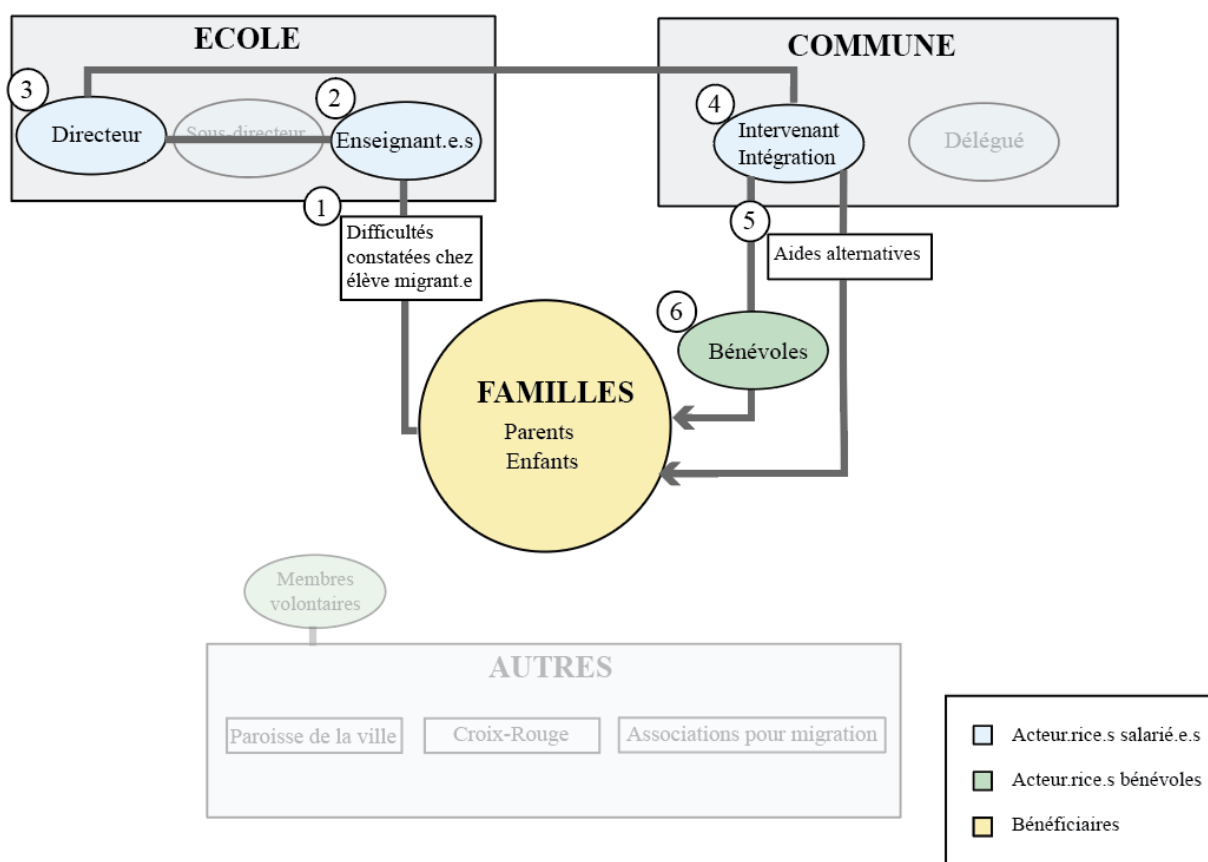 ECOLE
COMMUNE
3
2
4
Directeur
Sous-directeur
Enseignant.e.s
Intervenant
Intégration
Délégué
1
5
Difficultés
constatées chez
élève migrant.e
Aides alternatives
6
Bénévoles
FAMILLES
Parents
Enfants
Membres
volontaires
AUTRES
Paroisse de la ville
Croix-Rouge
Associations pour migration
Acteur.rice.s salarié.e.s
Acteur.rice.s bénévoles
Bénéficiaires